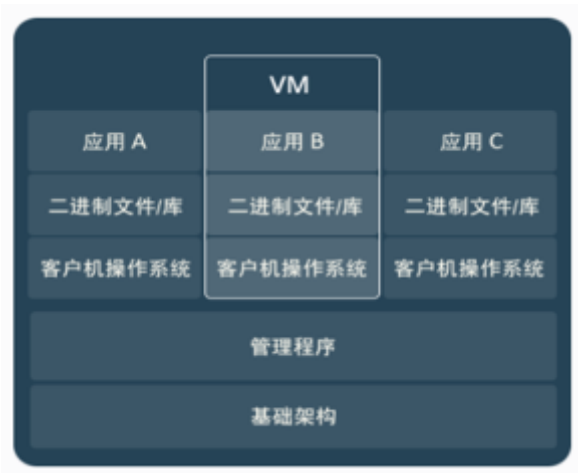 VM
应用 A 应用 B 应用 C
二进制文件/库 二进制文件/库 二进制文件/库
客户机操作系统 客户机操作系统 客户机操作系统
管理程序
基础架构